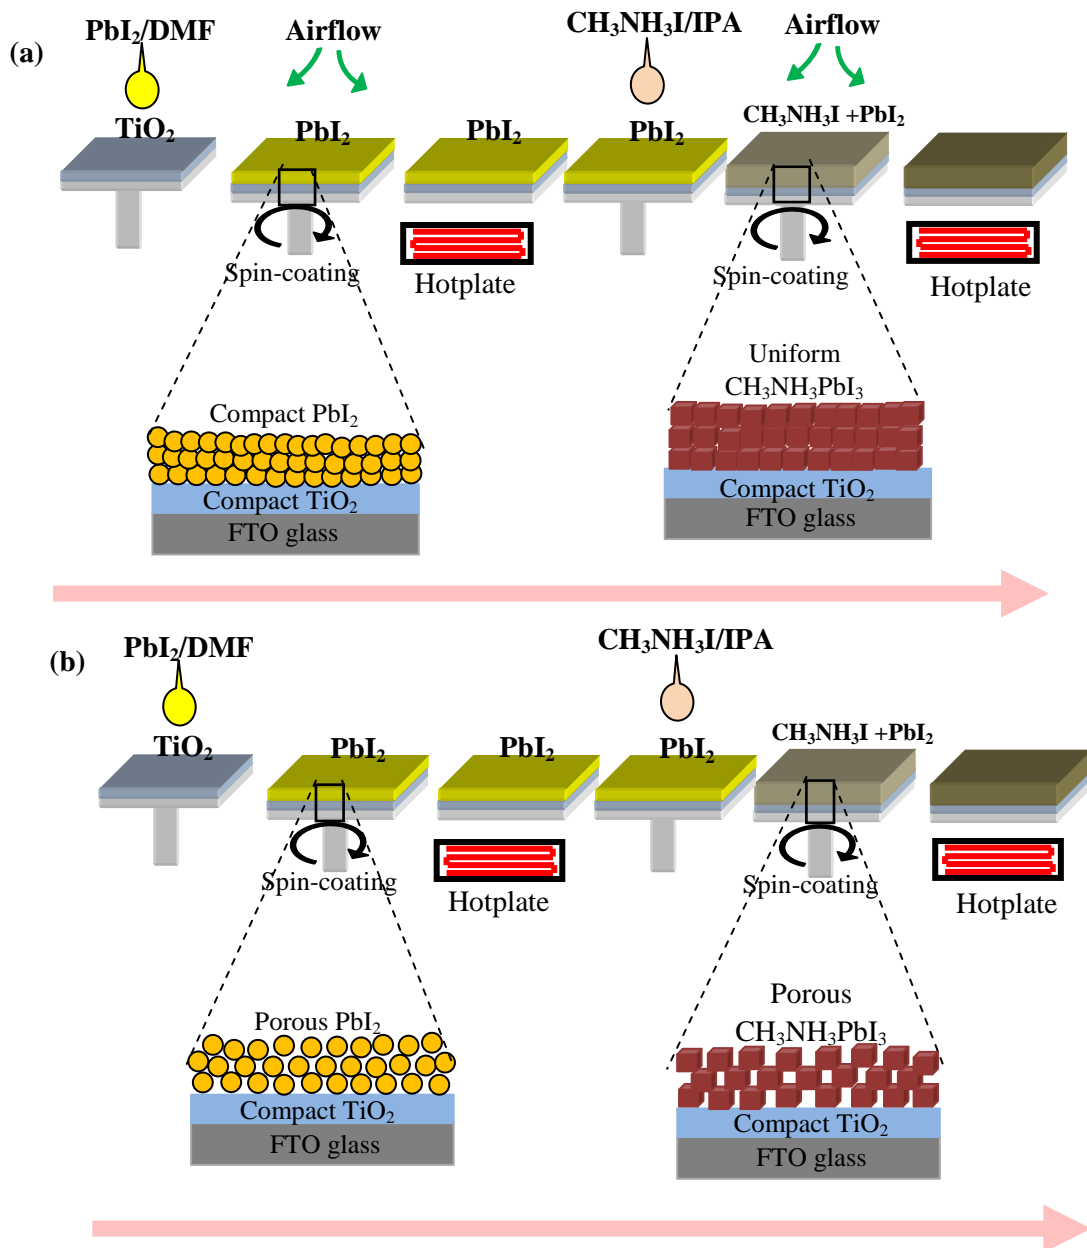 (a)
PbI₂/DMF
Airflow
CH₃NH₃I/IPA
Airflow
TiO₂
PbI₂
PbI₂
PbI₂
CH₃NH₃I +PbI₂
Spin-coating
Hotplate
Spin-coating
Hotplate
Compact PbI₂
Uniform
CH₃NH₃PbI₃
Compact TiO₂
FTO glass
Compact TiO₂
FTO glass
(b)
PbI₂/DMF
CH₃NH₃I/IPA
TiO₂
PbI₂
PbI₂
PbI₂
CH₃NH₃I +PbI₂
Spin-coating
Hotplate
Spin-coating
Hotplate
Porous PbI₂
Porous
CH₃NH₃PbI₃
Compact TiO₂
FTO glass
Compact TiO₂
FTO glass